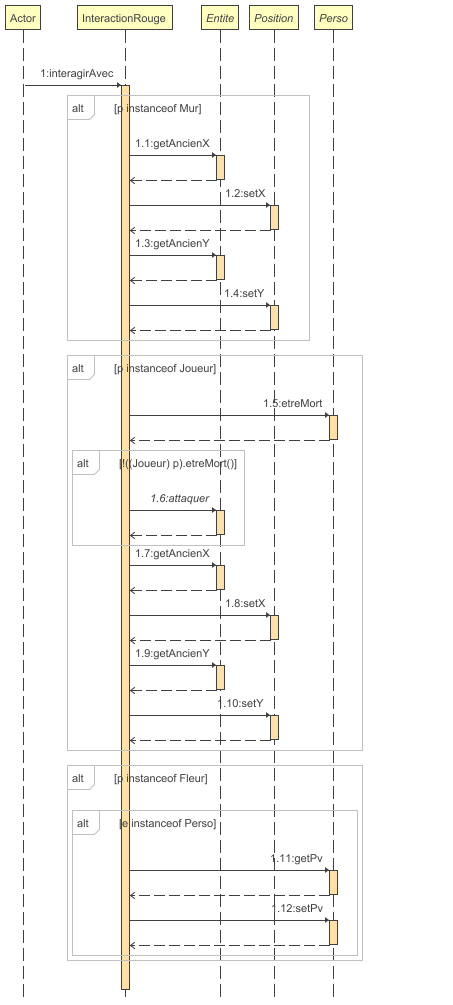 Actor InteractionRouge Entite Position Perso
1:interagirAvec
alt [p instanceof Mur]
1.1:getAncienX
1.2:setX
1.3:getAncienY
1.4:setY
alt [p instanceof Joueur]
1.5:etreMort
alt [!((Joueur) p).etreMort()]
1.6:attaquer
1.7:getAncienX
1.8:setX
1.9:getAncienY
1.10:setY
alt [p instanceof Fleur]
alt [e instanceof Perso]
1.11:getPv
1.12:setPv